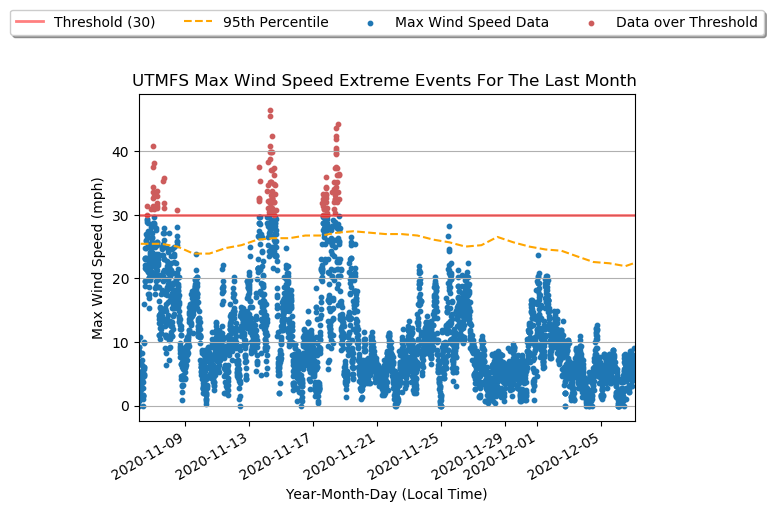 Threshold (30) 95th Percentile Max Wind Speed Data Data over Threshold
UTMFS Max Wind Speed Extreme Events For The Last Month
Max Wind Speed (mph)
40
30
20
10
0
2020-11-09 2020-11-13 2020-11-17 2020-11-21 2020-11-25 2020-11-29 2020-12-01 2020-12-05
Year-Month-Day (Local Time)